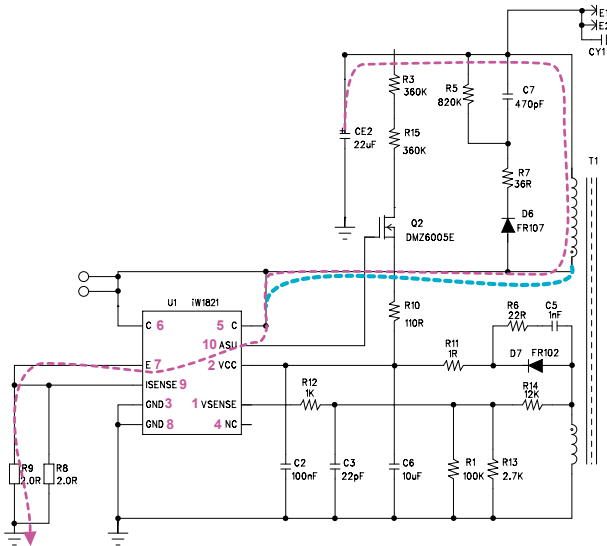 E1
E2
CY1
R3
360K
R5
820K
C7
470pF
CE2
22uF
R15
360K
T1
R7
36R
Q2
DMZ6005E
D6
FR107
U1 iW1821
C 6
5 C
10 ASU
E 7
2 VCC
ISENSE 9
GND 3
1 VSENSE
GND 8
4 NC
R10
110R
R6
22R
C5
1nF
R11
1R
D7 FR102
R12
1K
R14
12K
R9
2.0R
R8
2.0R
C2
100nF
C3
22pF
C6
10uF
R1
100K
R13
2.7K